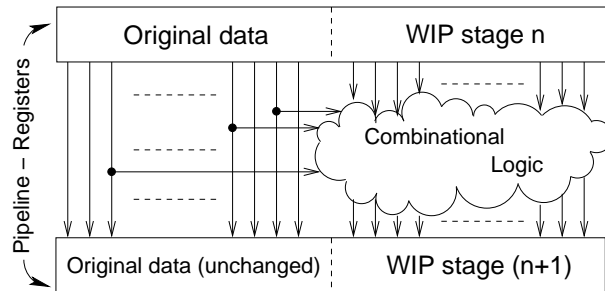 Original data
WIP stage n
Pipeline – Registers
Combinational
Logic
Original data (unchanged)
WIP stage (n+1)